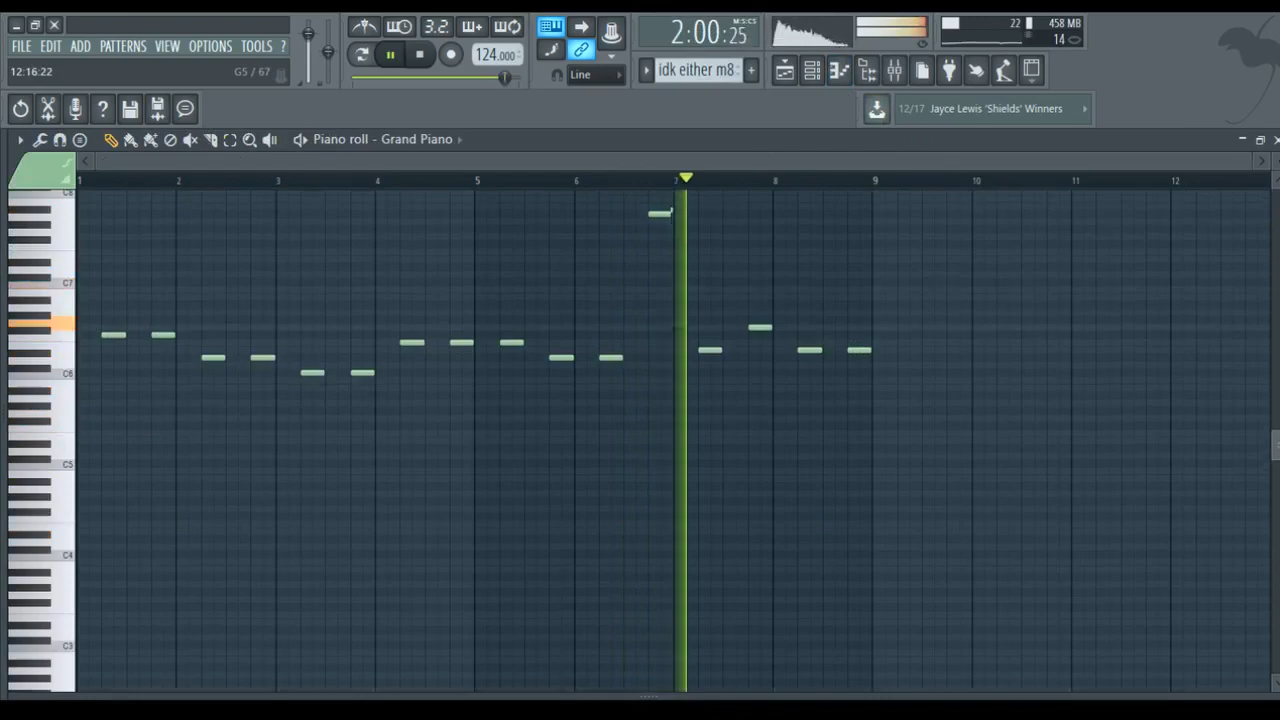 FILE EDIT ADD PATTERNS VIEW OPTIONS TOOLS ?
12:16:22 G5 / 67
3.2
124.000
Line
2:00:25 M:S:CS
idk either m8
22 458 MB
14
12/17 Jayce Lewis 'Shields' Winners
Piano roll - Grand Piano
1 2 3 4 5 6 7 8 9 10 11 12
C8
C7
C6
C5
C4
C3